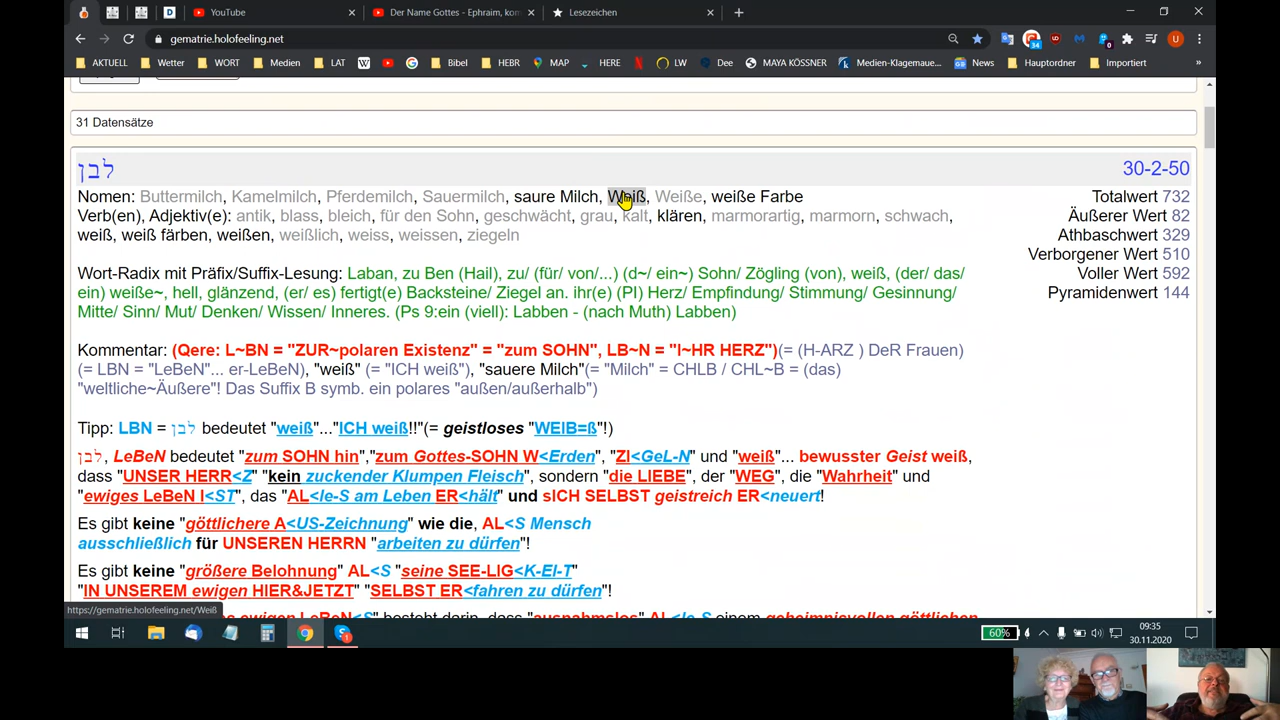 YouTube
Der Name Gottes - Ephraim, kon
Lesezeichen
gematrie.holofeeling.net
AKTUELL Wetter WORT Medien LAT Bibel HEBR MAP HERE LW Dee MAYA KÖSSNER Medien-Klagemaue... News Hauptordner Importiert »
31 Datensätze
לבן 30-2-50
Nomen: Buttermilch, Kamelmilch, Pferdemilch, Sauermilch, saure Milch, Weiß, Weiße, weiße Farbe
Totalwert 732
Verb(en), Adjektiv(e): antik, blass, bleich, für den Sohn, geschwächt, grau, kalt, klären, marmorartig, marmorn, schwach,
Äußerer Wert 82
weiß, weiß färben, weißen, weißlich, weiss, weissen, ziegeln
Athbaschwert 329
Verborgener Wert 510
Wort-Radix mit Präfix/Suffix-Lesung: Laban, zu Ben (Hail), zu/ (für/ von/...) (d~/ ein~) Sohn/ Zögling (von), weiß, (der/ das/
Voller Wert 592
ein) weiße~, hell, glänzend, (er/ es) fertigt(e) Backsteine/ Ziegel an. ihr(e) (PI) Herz/ Empfindung/ Stimmung/ Gesinnung/
Pyramidenwert 144
Mitte/ Sinn/ Mut/ Denken/ Wissen/ Inneres. (Ps 9:ein (viel): Labben - (nach Muth) Labben)
Kommentar: (Qere: L~BN = "ZUR~polaren Existenz" = "zum SOHN", LB~N = "I~HR HERZ")(= (H-ARZ ) DeR Frauen)
(= LBN = "LeBeN"... er-LeBeN), "weiß" (= "ICH weiß"), "sauere Milch"(= "Milch" = CHLB / CHL~B = (das)
"weltliche~Äußere"! Das Suffix B symb. ein polares "außen/außerhalb")
Tipp: LBN = לבן bedeutet "weiß"..."ICH weiß!!"(= geistloses "WEIB=ß"!)
לבן, LeBeN bedeutet "zum SOHN hin","zum Gottes-SOHN W<Erden", "ZI<GeL-N" und "weiß"... bewusster Geist weiß,
dass "UNSER HERR<Z" "kein zuckender Klumpen Fleisch", sondern "die LIEBE", der "WEG", die "Wahrheit" und
"ewiges LeBeN I<ST", das "AL<le-S am Leben ER<hält" und sICH SELBST geistreich ER<neuert!
Es gibt keine "göttlichere A<US-Zeichnung" wie die, AL<S Mensch
ausschließlich für UNSEREN HERRN "arbeiten zu dürfen"!
Es gibt keine "größere Belohnung" AL<S "seine SEE-LIG<K-EI-T"
"IN UNSEREM ewigen HIER&JETZT" "SELBST ER<fahren zu dürfen"!
https://gematrie.holofeeling.net/Weiß
60%
09:35
30.11.2020